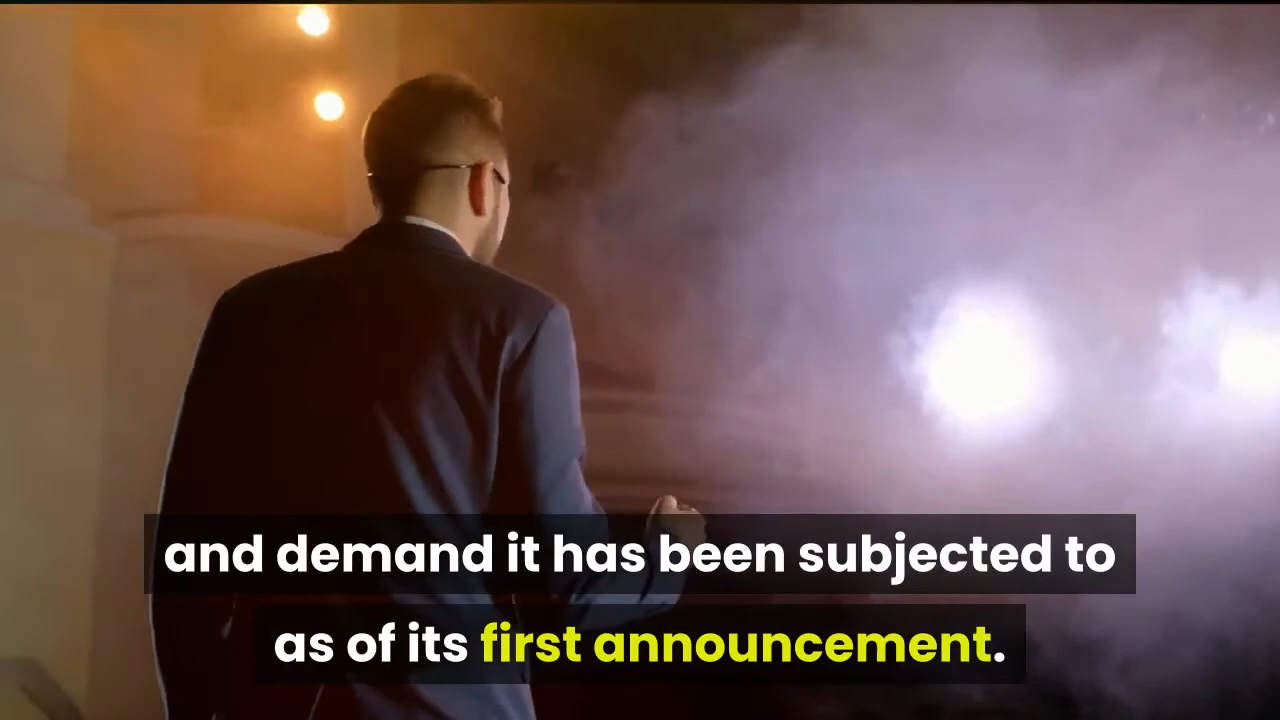 and demand it has been subjected to
as of its first announcement.